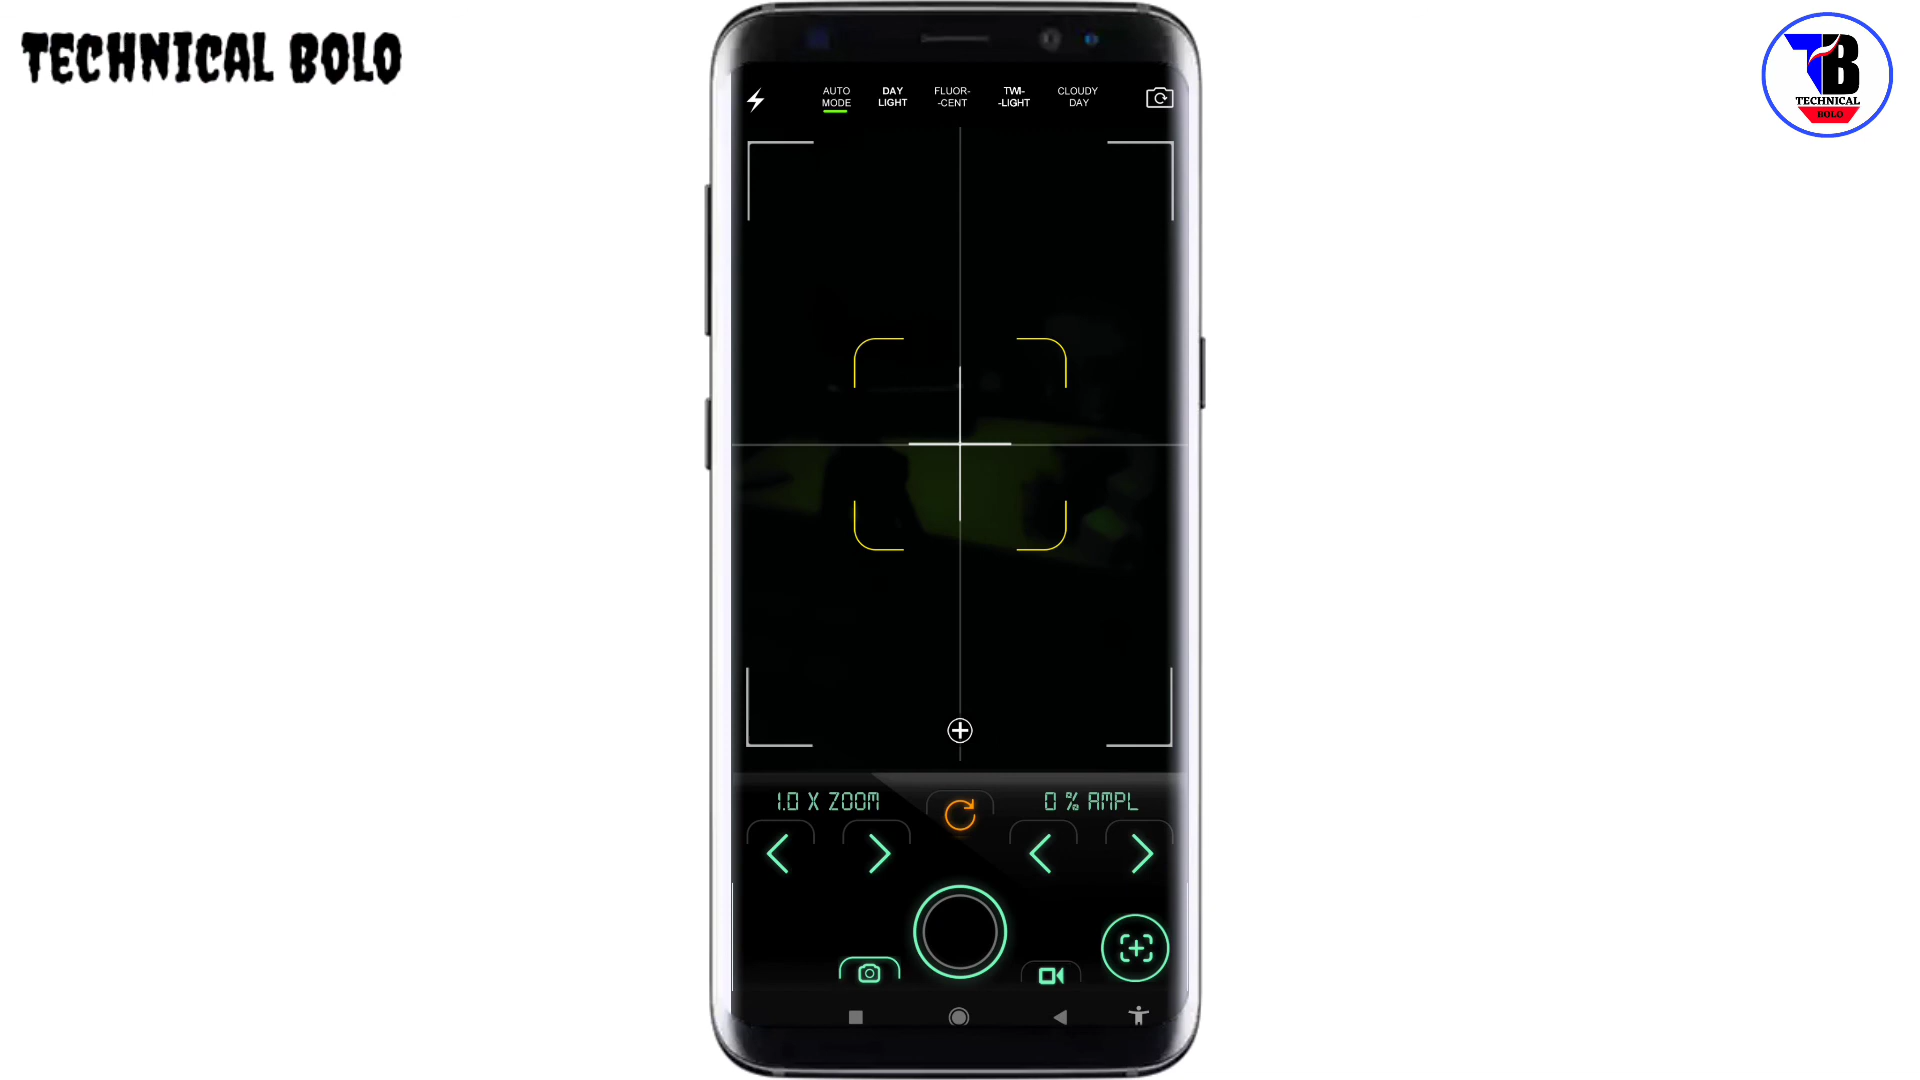 TECHNICAL BOLO
TB
TECHNICAL
BOLO
AUTO
MODE
DAY
LIGHT
FLUOR-
-CENT
TWI-
-LIGHT
CLOUDY
DAY
1.0 X ZOOM
0 % AMPL